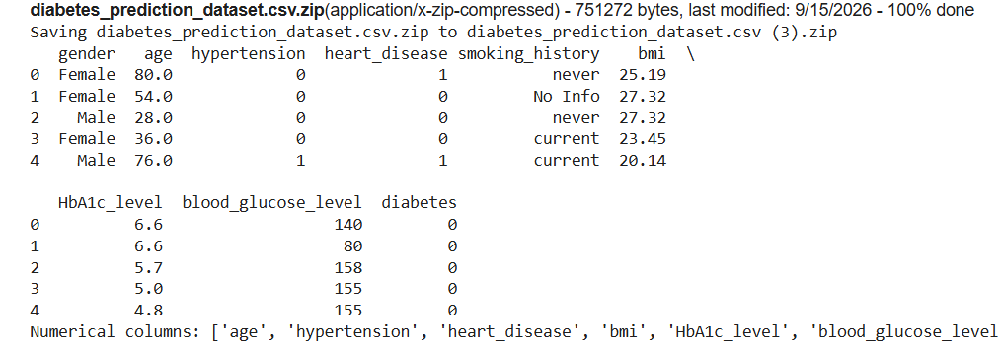 diabetes_prediction_dataset.csv.zip(application/x-zip-compressed) - 751272 bytes, last modified: 9/15/2026 - 100% done
Saving diabetes_prediction_dataset.csv.zip to diabetes_prediction_dataset.csv (3).zip
   gender   age  hypertension  heart_disease smoking_history    bmi  \
0  Female  80.0             0              1           never  25.19
1  Female  54.0             0              0         No Info  27.32
2    Male  28.0             0              0           never  27.32
3  Female  36.0             0              0         current  23.45
4    Male  76.0             1              1         current  20.14
   HbA1c_level  blood_glucose_level  diabetes
0          6.6                  140         0
1          6.6                   80         0
2          5.7                  158         0
3          5.0                  155         0
4          4.8                  155         0
Numerical columns: ['age', 'hypertension', 'heart_disease', 'bmi', 'HbA1c_level', 'blood_glucose_level